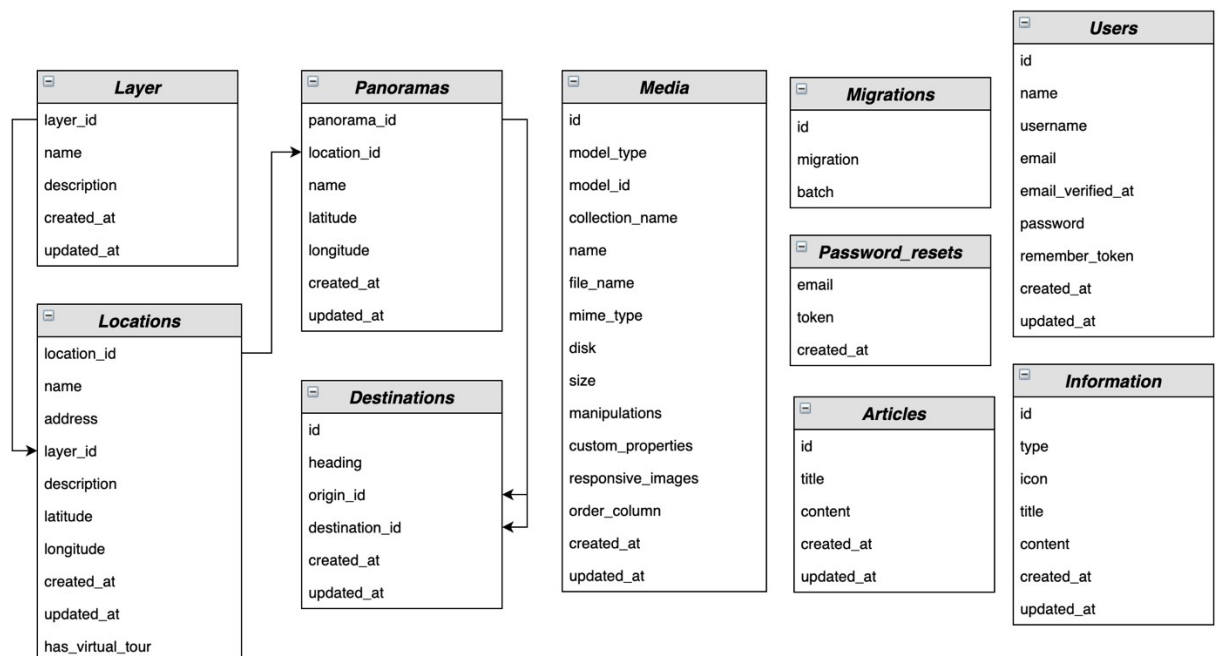 Layer
layer_id
name
description
created_at
updated_at
Locations
location_id
name
address
layer_id
description
latitude
longitude
created_at
updated_at
has_virtual_tour
Panoramas
panorama_id
location_id
name
latitude
longitude
created_at
updated_at
Destinations
id
heading
origin_id
destination_id
created_at
updated_at
Media
id
model_type
model_id
collection_name
name
file_name
mime_type
disk
size
manipulations
custom_properties
responsive_images
order_column
created_at
updated_at
Migrations
id
migration
batch
Password_resets
email
token
created_at
Articles
id
title
content
created_at
updated_at
Users
id
name
username
email
email_verified_at
password
remember_token
created_at
updated_at
Information
id
type
icon
title
content
created_at
updated_at